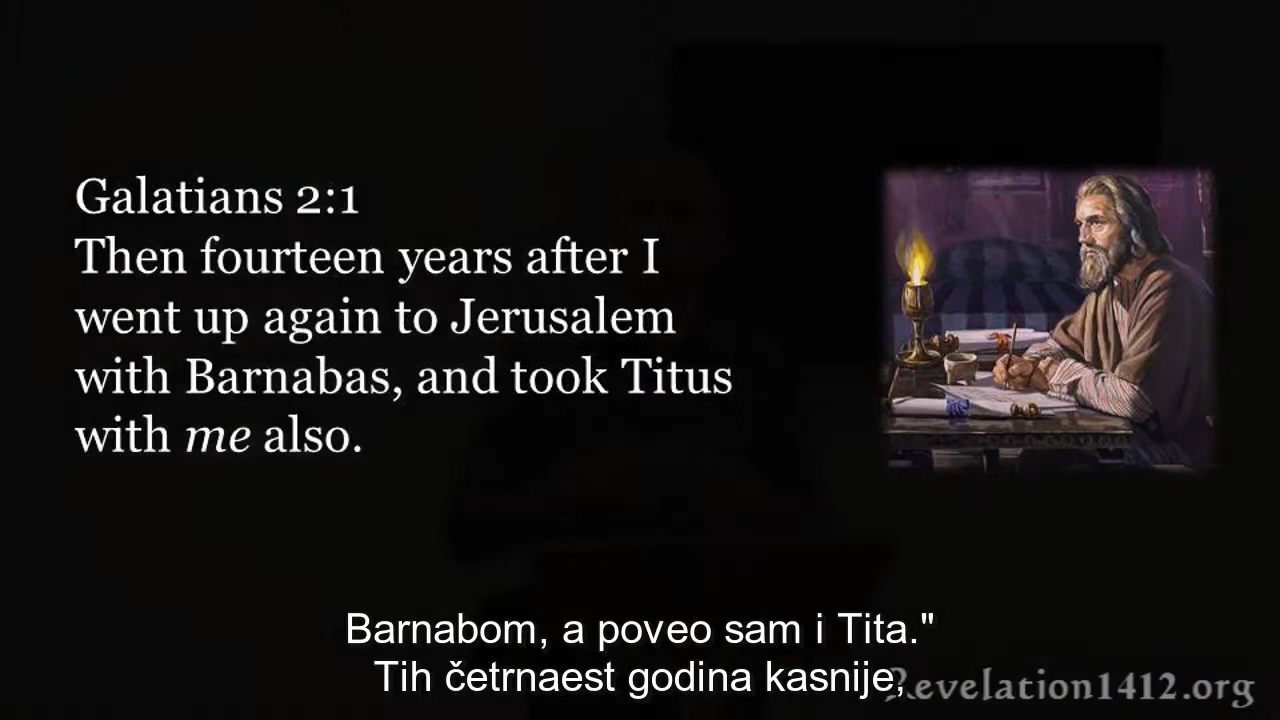 Galatians 2:1
Then fourteen years after I
went up again to Jerusalem
with Barnabas, and took Titus
with me also.
Barnabom, a poveo sam i Tita."
Tih četrnaest godina kasnije,
Revelation1412.org